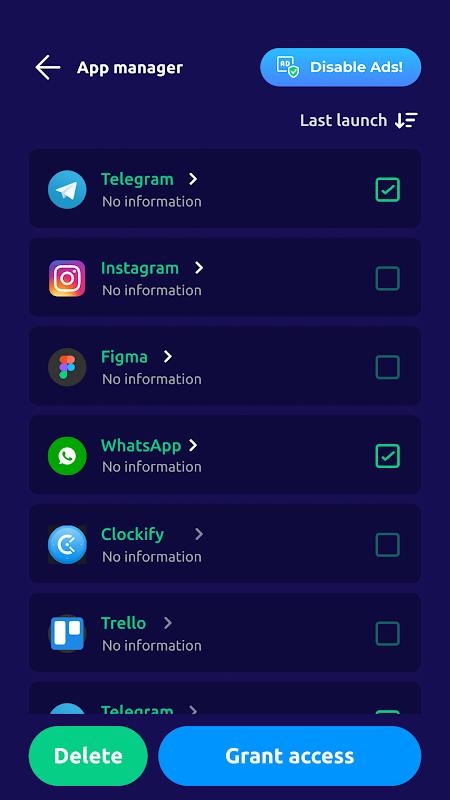 App manager
AD
Disable Ads!
Last launch
Telegram
No information
Instagram
No information
Figma
No information
WhatsApp
No information
Clockify
No information
Trello
No information
Telegram
Delete
Grant access